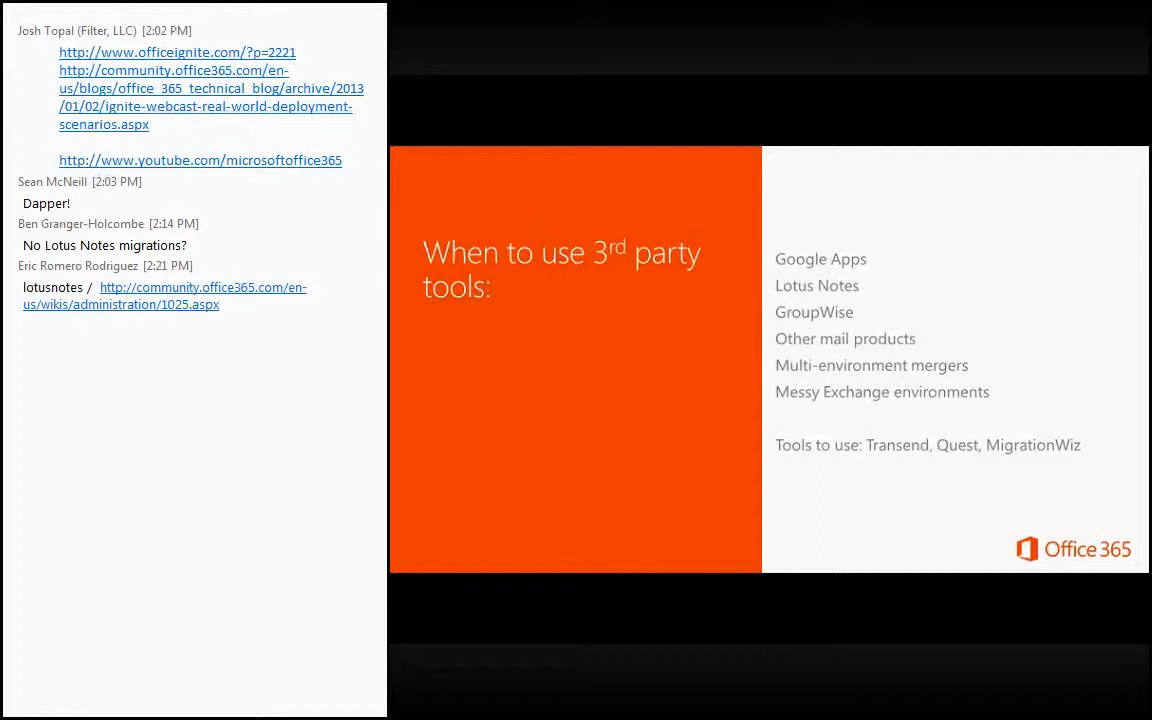 Josh Topal (Filter, LLC) [2:02 PM]
http://www.officeignite.com/?p=2221
http://community.office365.com/en-
us/blogs/office_365_technical_blog/archive/2013
/01/02/ignite-webcast-real-world-deployment-
scenarios.aspx
http://www.youtube.com/microsoftoffice365
Sean McNeill [2:03 PM]
Dapper!
Ben Granger-Holcombe [2:14 PM]
No Lotus Notes migrations?
Eric Romero Rodriguez [2:21 PM]
lotusnotes / http://community.office365.com/en-
us/wikis/administration/1025.aspx
When to use 3rd party
tools:
Google Apps
Lotus Notes
GroupWise
Other mail products
Multi-environment mergers
Messy Exchange environments
Tools to use: Transend, Quest, MigrationWiz
Office 365